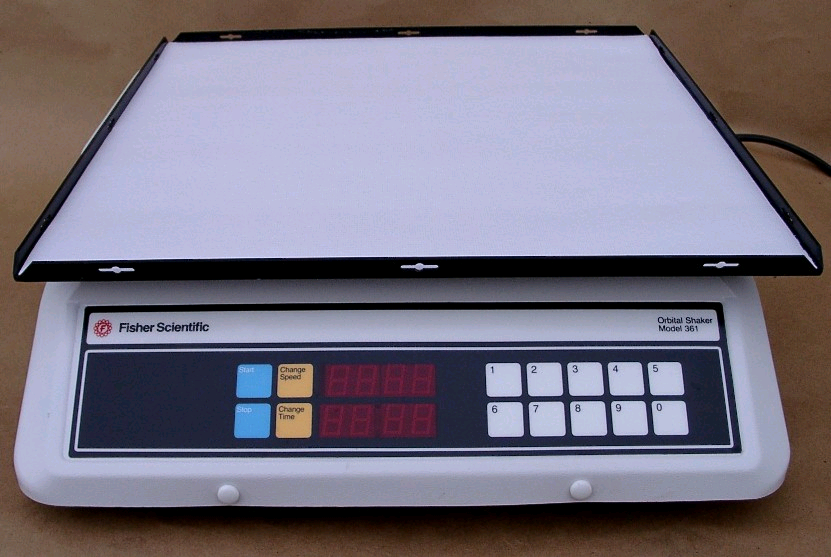 Fisher Scientific
Orbital Shaker
Model 361
Start
Change
Speed
1
2
3
4
5
Stop
Change
Time
6
7
8
9
0